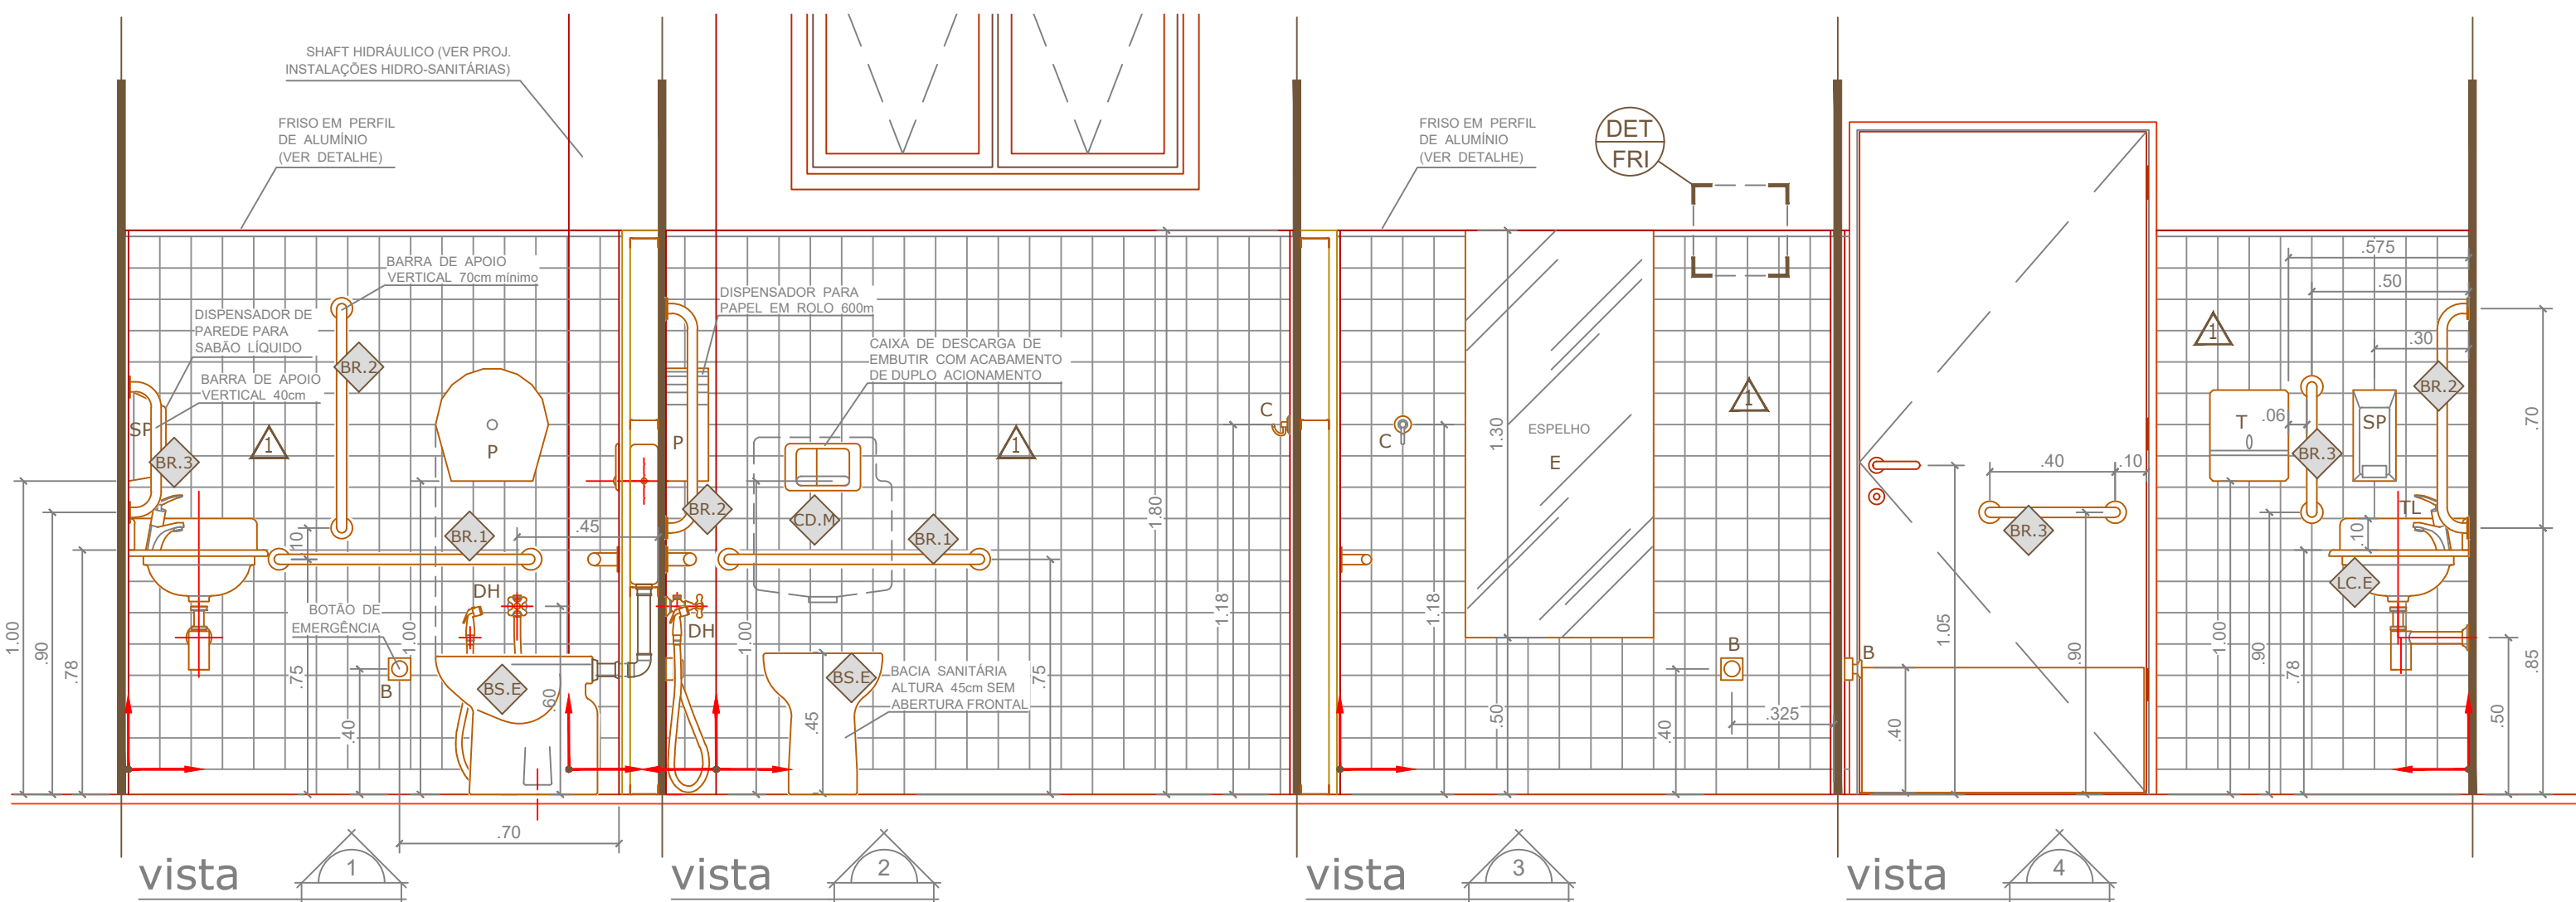 SHAFT HIDRÁULICO (VER PROJ.
INSTALAÇÕES HIDRO-SANITÁRIAS)
FRISO EM PERFIL
DE ALUMÍNIO
(VER DETALHE)
BARRA DE APOIO
VERTICAL 70cm mínimo
DISPENSADOR DE
PAREDE PARA
SABÃO LÍQUIDO
BARRA DE APOIO
VERTICAL 40cm
BR.2
SP
BR.3
1
P
BR.1
.45
.10
DH
BOTÃO DE
EMERGÊNCIA
B
BS.E
1.00
.90
.78
.75
.40
1.00
.60
.70
vista
1
DISPENSADOR PARA
PAPEL EM ROLO 600m
CAIXA DE DESCARGA DE
EMBUTIR COM ACABAMENTO
DE DUPLO ACIONAMENTO
P
BR.2
CD.M
BR.1
1
C
DH
BS.E
BACIA SANITÁRIA
ALTURA 45cm SEM
ABERTURA FRONTAL
1.00
.45
.75
1.80
1.18
vista
2
FRISO EM PERFIL
DE ALUMÍNIO
(VER DETALHE)
DET
FRI
C
ESPELHO
E
1
B
1.30
1.18
.50
.40
.325
vista
3
.575
.50
.30
1
BR.2
T
.06
SP
BR.3
.40
.10
BR.3
TL
.10
LC.E
B
.70
.85
.50
1.05
.90
.40
1.00
.90
.78
vista
4